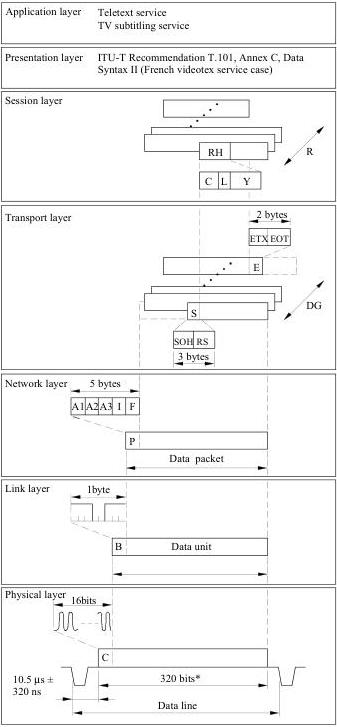 Application layer Teletext service
TV subtitling service
Presentation layer ITU-T Recommendation T.101, Annex C, Data
Syntax II (French videotex service case)
Session layer
R
RH
C L Y
Transport layer
2 bytes
ETX EOT
E
DG
S
SOH RS
3 bytes
Network layer 5 bytes
A1 A2 A3 I F
P
Data packet
Link layer 1byte
B Data unit
Physical layer
16bits
C
10.5 µs ± 320 bits*
320 ns
Data line